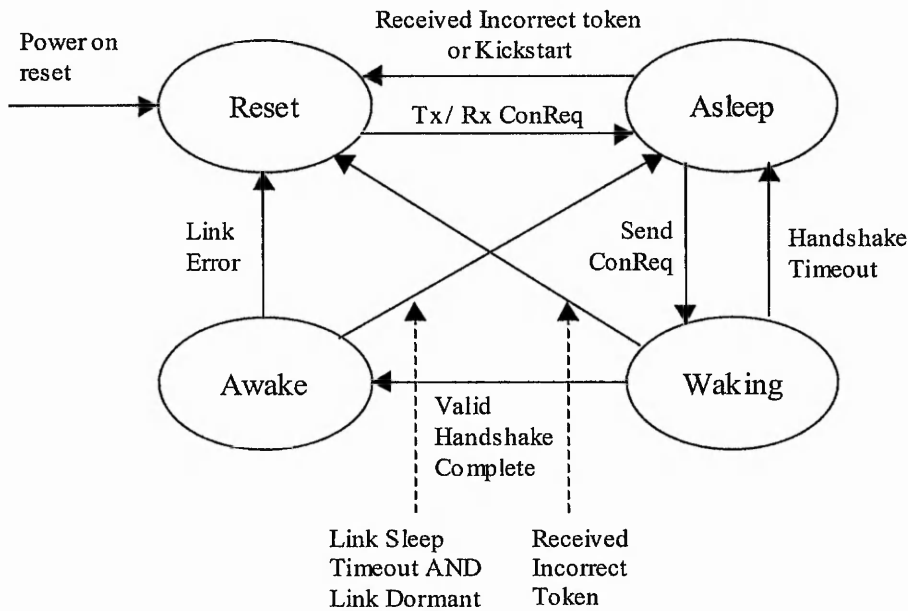 Received Incorrect token
or Kickstart
Power on
reset
Reset
Asleep
Tx/ Rx ConReq
Link
Error
Send
ConReq
Handshake
Timeout
Awake
Waking
Valid
Handshake
Complete
Link Sleep
Timeout AND
Link Dormant
Received
Incorrect
Token